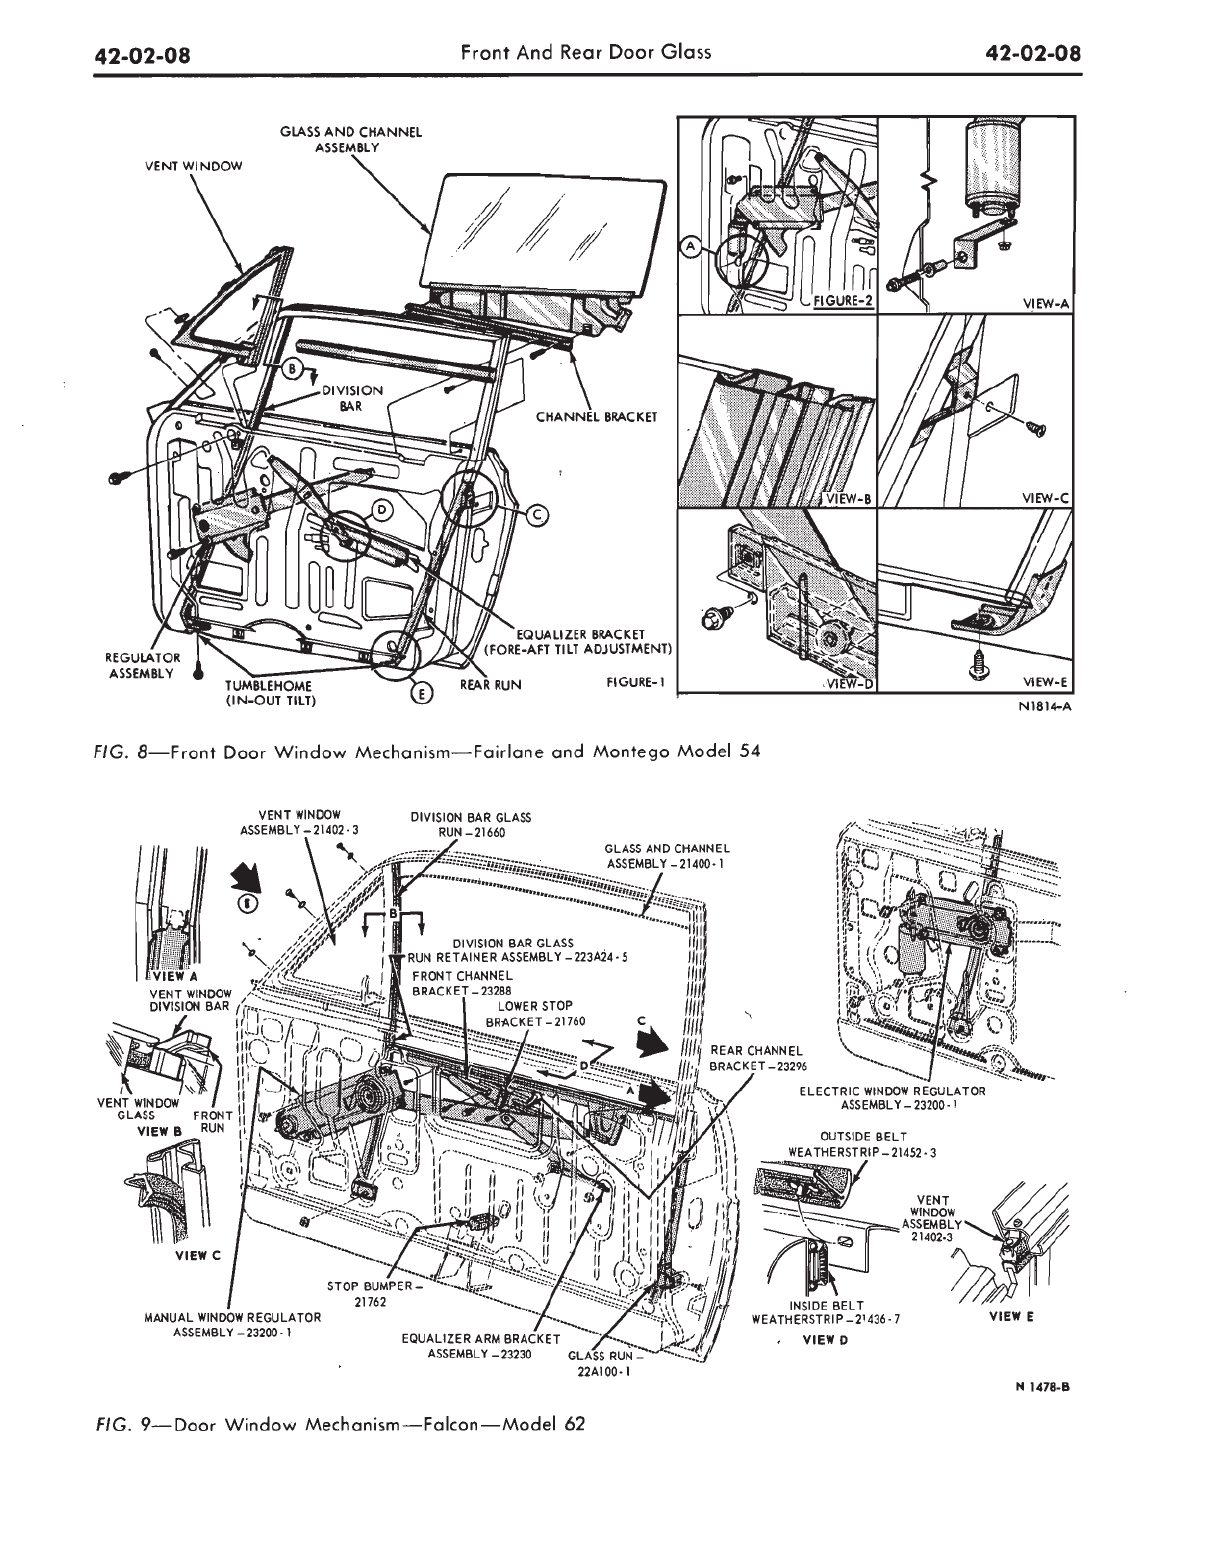 42-02-08
Front And Rear Door Glass
42-02-08
GLASS AND CHANNEL
ASSEMBLY
VENT WINDOW
B
DIVISION
BAR
CHANNEL BRACKET
D
C
EQUALIZER BRACKET
(FORE-AFT TILT ADJUSTMENT)
REGULATOR
ASSEMBLY
TUMBLEHOME
(IN-OUT TILT)
E
REAR RUN
FIGURE-1
A
FIGURE-2
VIEW-A
VIEW-B
VIEW-C
VIEW-D
VIEW-E
N1814-A
FIG. 8—Front Door Window Mechanism—Fairlane and Montego Model 54
VENT WINDOW
ASSEMBLY-21402-3
DIVISION BAR GLASS
RUN-21660
GLASS AND CHANNEL
ASSEMBLY-21400-1
B
DIVISION BAR GLASS
RUN RETAINER ASSEMBLY-223A24-5
FRONT CHANNEL
BRACKET-23288
LOWER STOP
BRACKET-21760
C
D
A
REAR CHANNEL
BRACKET-23296
VIEW A
VENT WINDOW
DIVISION BAR
VENT WINDOW
GLASS
FRONT
RUN
VIEW B
VIEW C
STOP BUMPER-
21762
MANUAL WINDOW REGULATOR
ASSEMBLY-23200-1
EQUALIZER ARM BRACKET
ASSEMBLY-23230
GLASS RUN-
22A100-1
ELECTRIC WINDOW REGULATOR
ASSEMBLY-23200-1
OUTSIDE BELT
WEATHERSTRIP-21452-3
INSIDE BELT
WEATHERSTRIP-21436-7
VIEW D
VENT
WINDOW
ASSEMBLY
21402-3
VIEW E
N 1478-B
FIG. 9—Door Window Mechanism—Falcon—Model 62